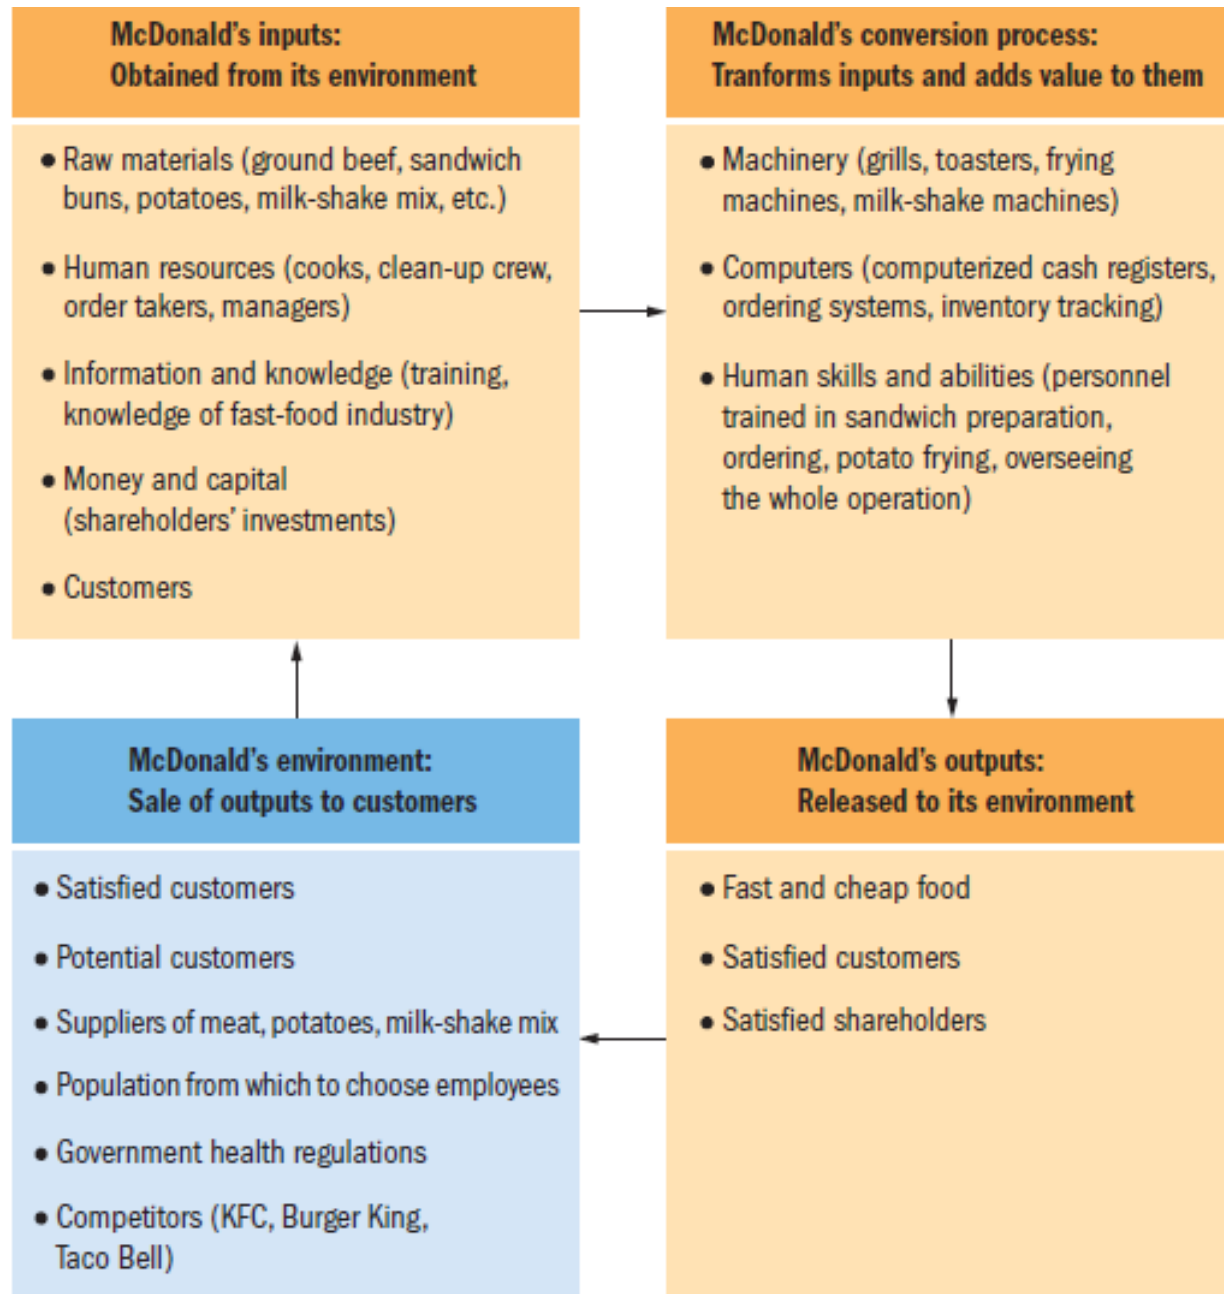 McDonald's inputs:
Obtained from its environment
• Raw materials (ground beef, sandwich
buns, potatoes, milk-shake mix, etc.)
• Human resources (cooks, clean-up crew,
order takers, managers)
• Information and knowledge (training,
knowledge of fast-food industry)
• Money and capital
(shareholders' investments)
• Customers
McDonald's conversion process:
Tranforms inputs and adds value to them
• Machinery (grills, toasters, frying
machines, milk-shake machines)
• Computers (computerized cash registers,
ordering systems, inventory tracking)
• Human skills and abilities (personnel
trained in sandwich preparation,
ordering, potato frying, overseeing
the whole operation)
McDonald's outputs:
Released to its environment
• Fast and cheap food
• Satisfied customers
• Satisfied shareholders
McDonald's environment:
Sale of outputs to customers
• Satisfied customers
• Potential customers
• Suppliers of meat, potatoes, milk-shake mix
• Population from which to choose employees
• Government health regulations
• Competitors (KFC, Burger King,
Taco Bell)